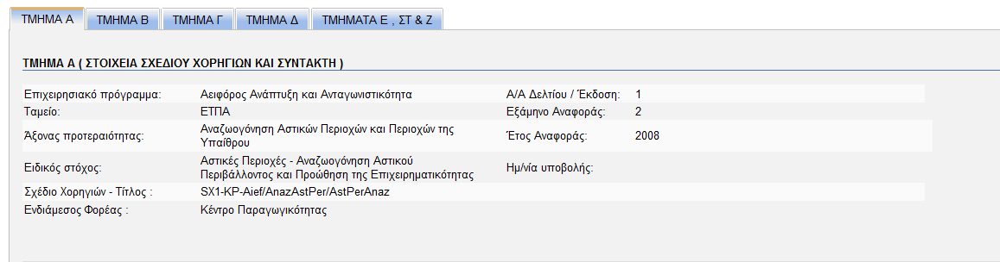 ΤΜΗΜΑ Α ΤΜΗΜΑ Β ΤΜΗΜΑ Γ ΤΜΗΜΑ Δ ΤΜΗΜΑΤΑ Ε , ΣΤ & Ζ
ΤΜΗΜΑ Α ( ΣΤΟΙΧΕΙΑ ΣΧΕΔΙΟΥ ΧΟΡΗΓΙΩΝ ΚΑΙ ΣΥΝΤΑΚΤΗ )
Επιχειρησιακό πρόγραμμα: Αειφόρος Ανάπτυξη και Ανταγωνιστικότητα Α/Α Δελτίου / Έκδοση: 1
Ταμείο: ΕΤΠΑ Εξάμηνο Αναφοράς: 2
Άξονας προτεραιότητας: Αναζωογόνηση Αστικών Περιοχών και Περιοχών της
Υπαίθρου Έτος Αναφοράς: 2008
Ειδικός στόχος: Αστικές Περιοχές - Αναζωογόνηση Αστικού
Περιβάλλοντος και Προώθηση της Επιχειρηματικότητας Ημ/νία υποβολής:
Σχέδιο Χορηγιών - Τίτλος : SX1-KP-Aief/AnazAstPer/AstPerAnaz
Ενδιάμεσος Φορέας : Κέντρο Παραγωγικότητας